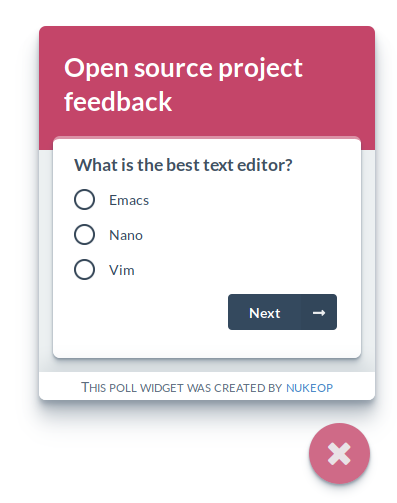 Open source project
feedback
What is the best text editor?
Emacs
Nano
Vim
Next
This poll widget was created by nukeop